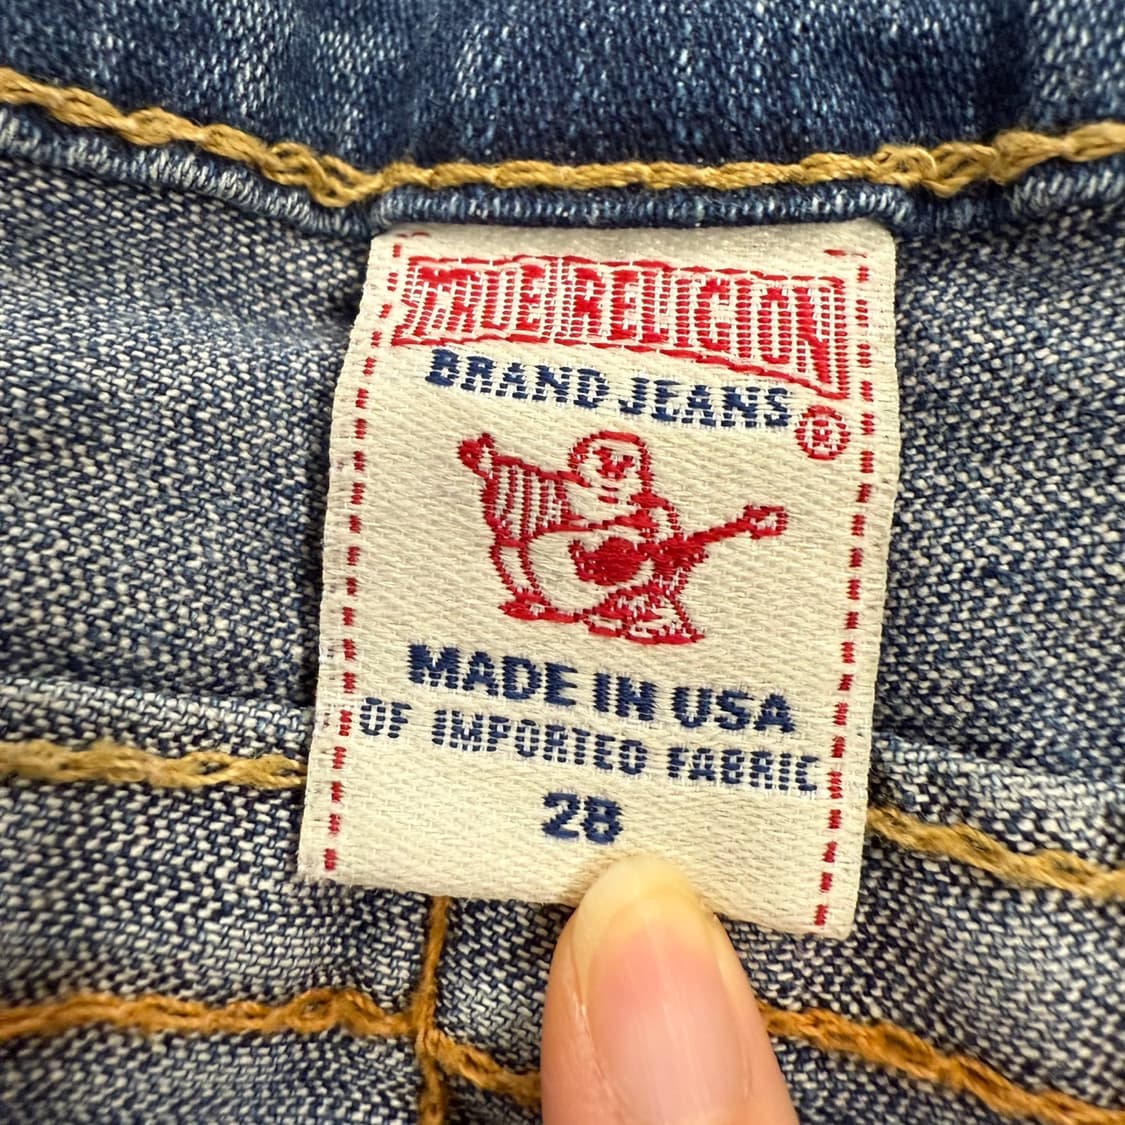 TRUE RELIGION
BRAND JEANS
®
MADE IN USA
OF IMPORTED FABRIC
28